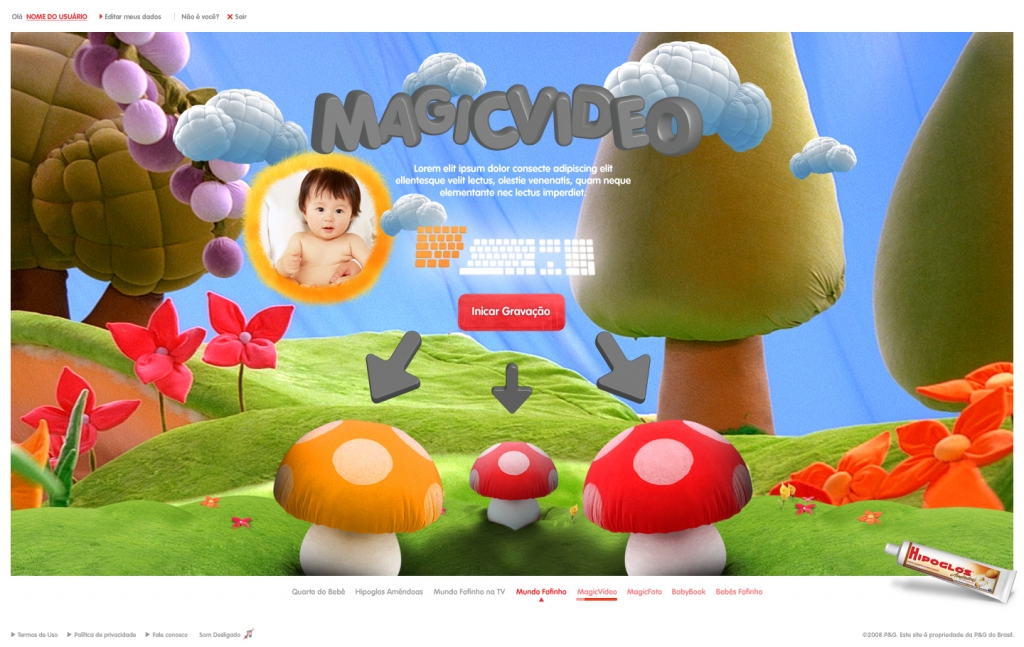 Olá NOME DO USUÁRIO Editar meus dados Não é você? Sair
MAGICVIDEO
Lorem elit ipsum dolor consecte adipiscing elit
ellentesque velit lectus, olestie venenatis, quam neque
elementante nec lectus imperdiet.
Inicar Gravação
HIPOGLÓS
Quarto do Bebê Hipoglos Amêndoas Mundo Fofinho na TV Mundo Fofinho MagicVideo MagicFoto BabyBook Bebês Fofinho
Termos de Uso Política de privacidade Fale conosco Som Desligado
©2008 P&G. Este site é propriedade da P&G do Brasil.